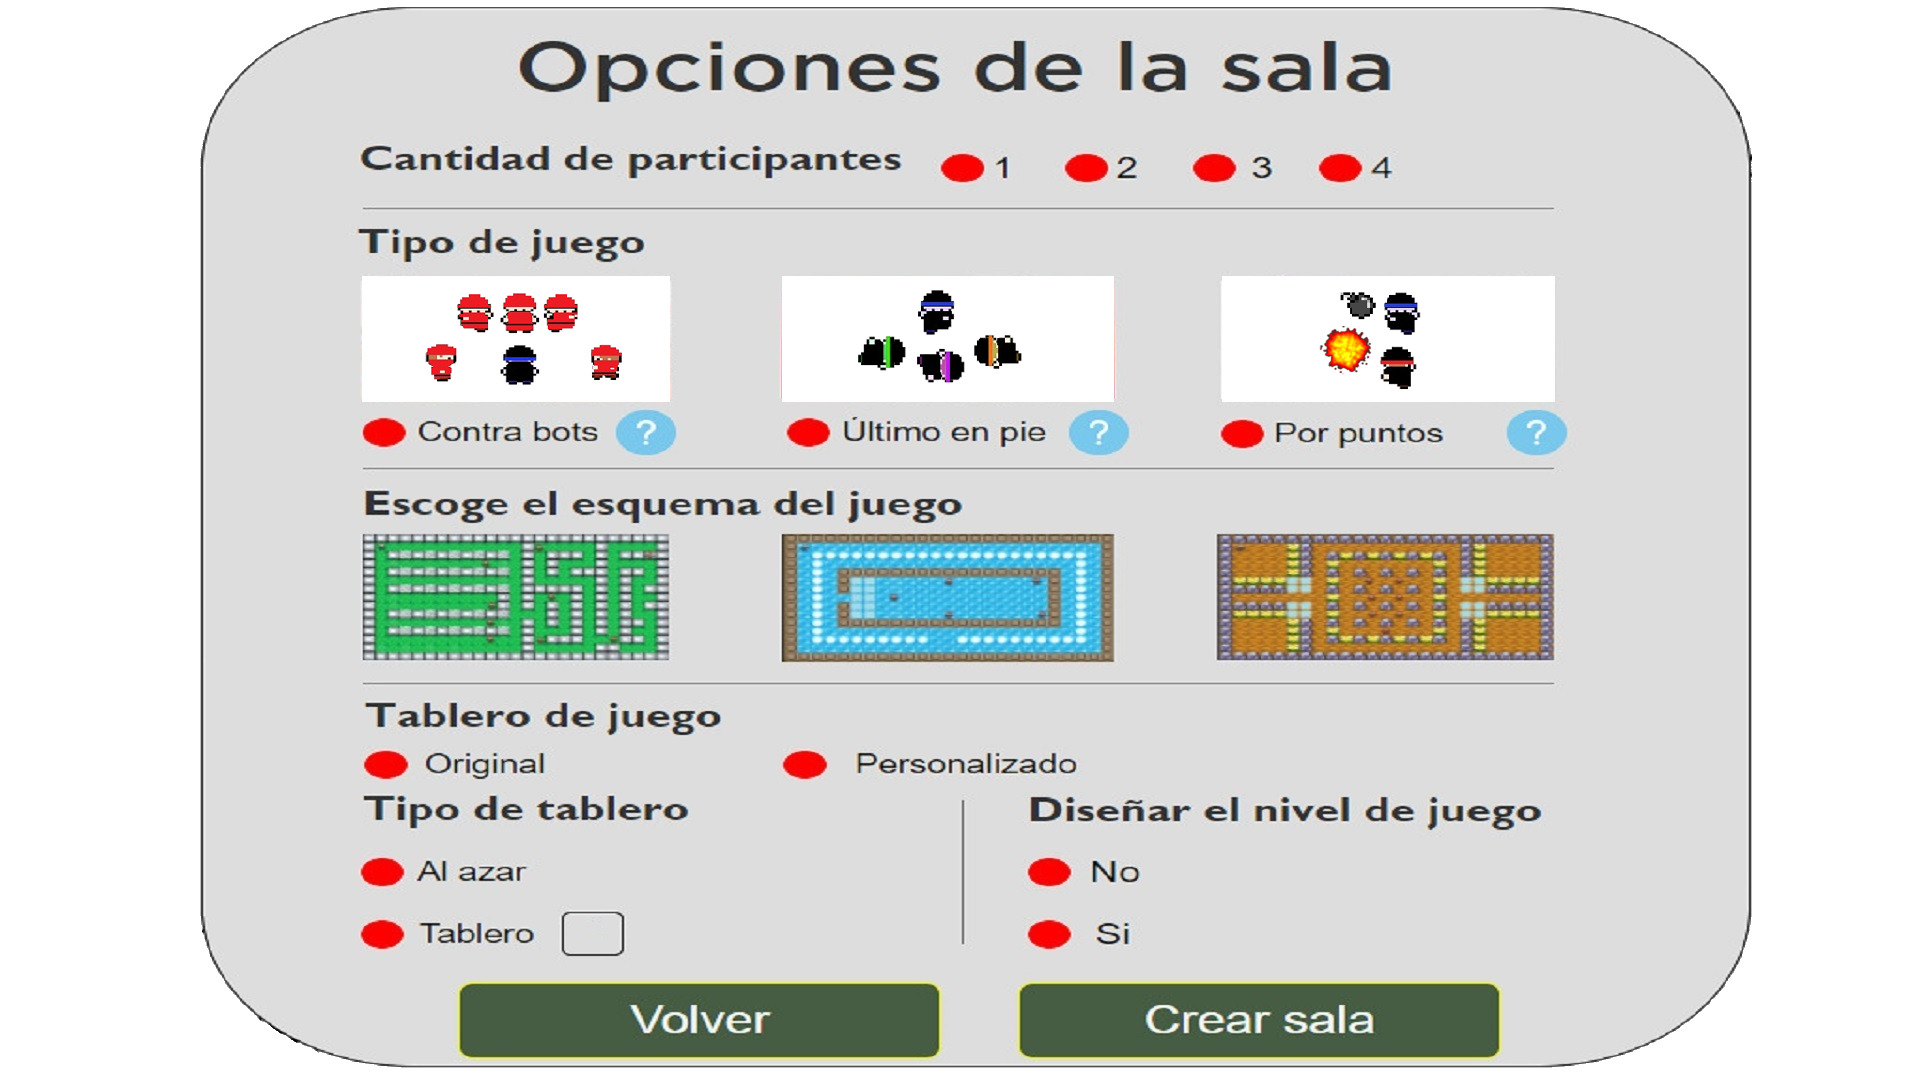 Opciones de la sala
Cantidad de participantes 1 2 3 4
Tipo de juego
Contra bots ? Último en pie ? Por puntos ?
Escoge el esquema del juego
Tablero de juego
Original Personalizado
Tipo de tablero
Al azar
Tablero
Diseñar el nivel de juego
No
Si
Volver Crear sala